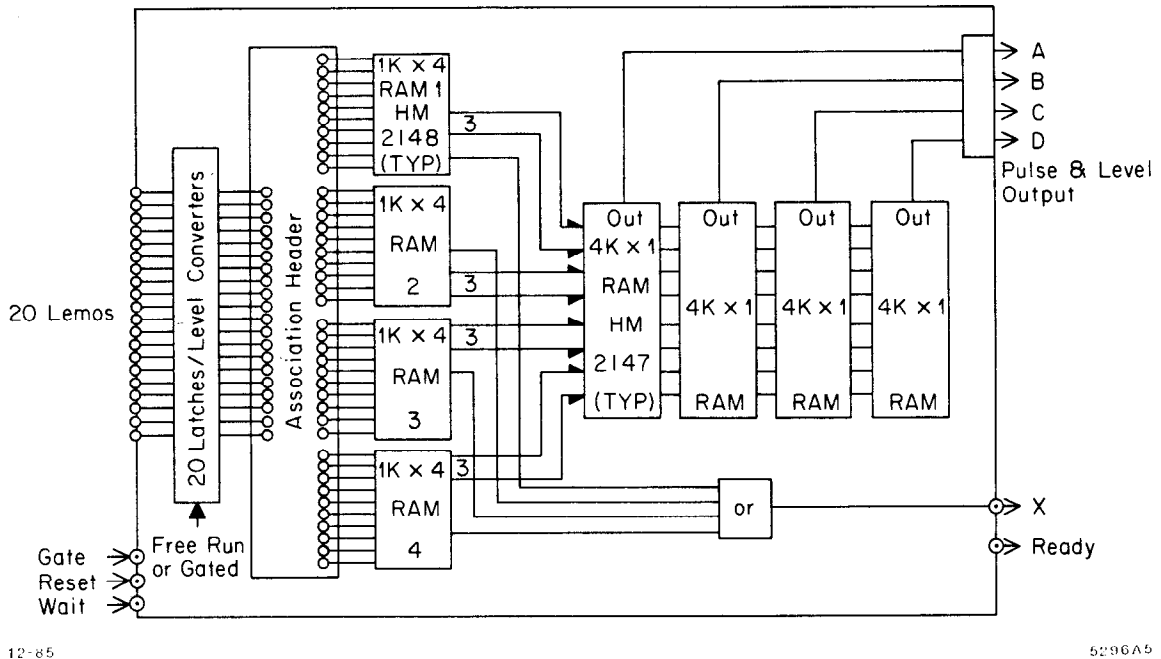 20 Lemos
20 Latches/Level Converters
Free Run
or Gated
Gate
Reset
Wait
Association Header
1K × 4
RAM 1
HM
2148
(TYP)
3
1K × 4
RAM
2
3
1K × 4
RAM
3
3
1K × 4
RAM
4
3
Out
4K × 1
RAM
HM
2147
(TYP)
Out
4K × 1
RAM
Out
4K × 1
RAM
Out
4K × 1
RAM
or
A
B
C
D
Pulse & Level
Output
X
Ready
12-85
5296A5